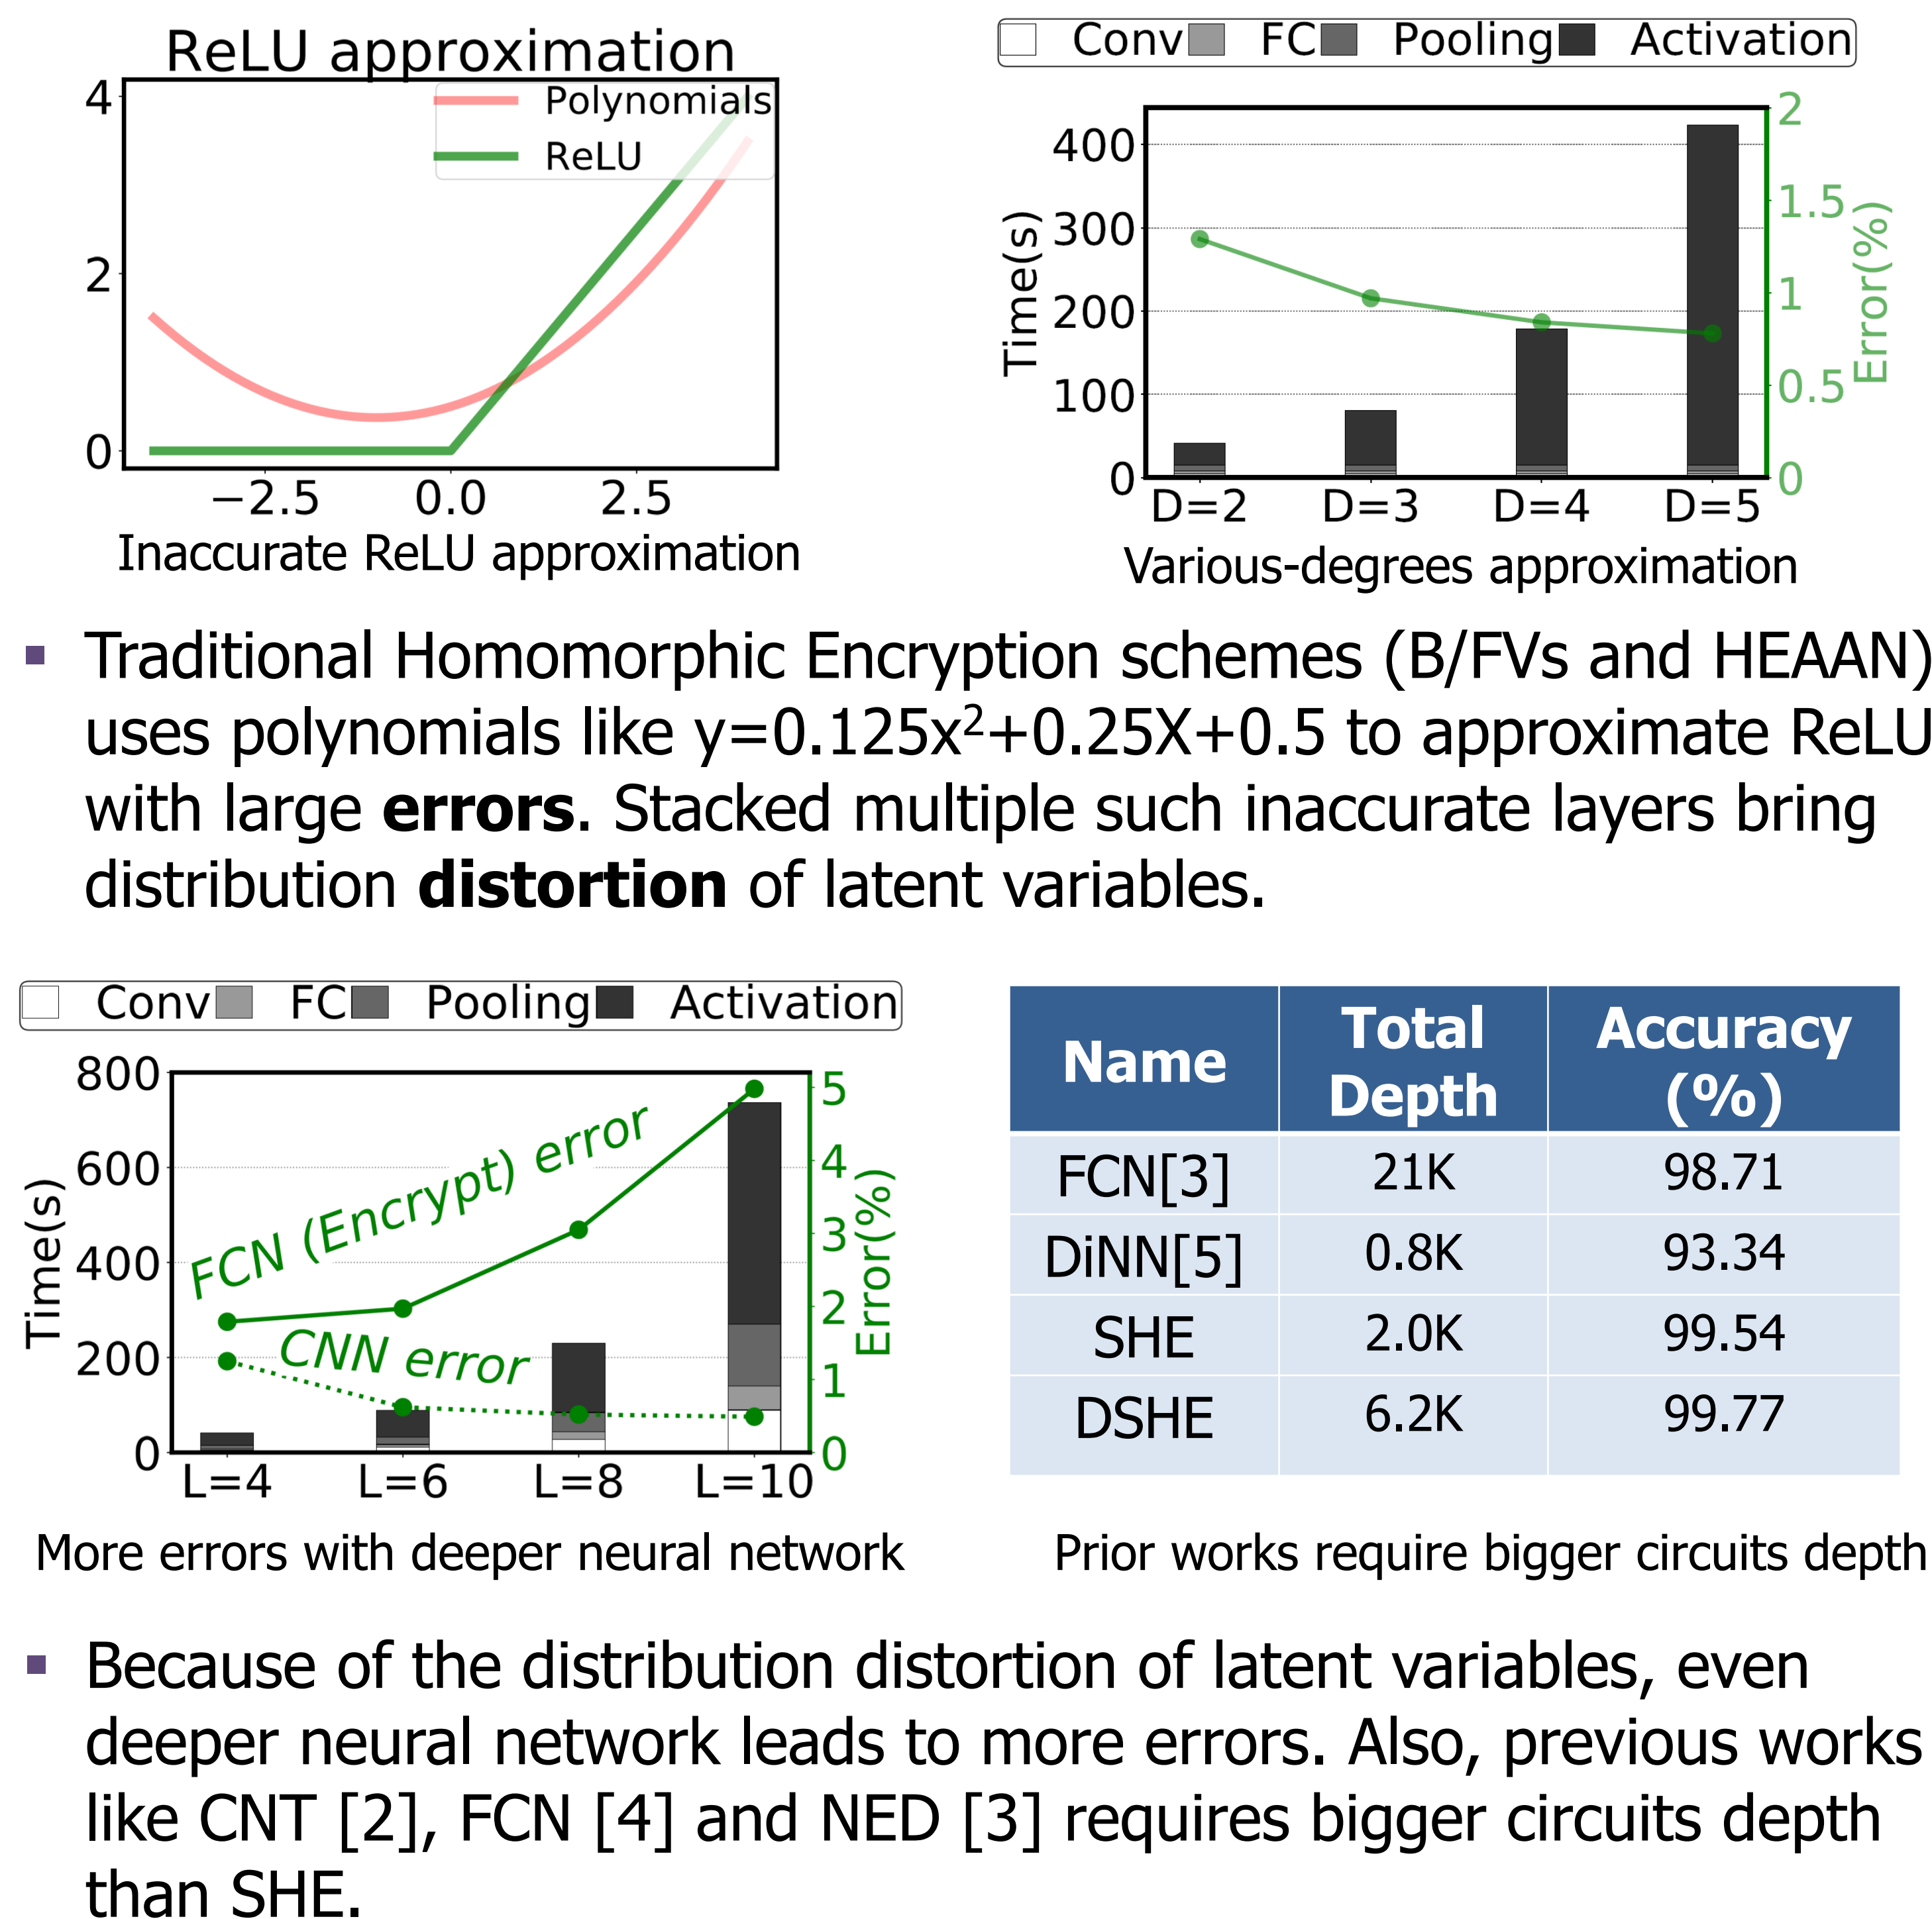 ReLU approximation
Polynomials
ReLU
4
2
0
−2.5 0.0 2.5
Inaccurate ReLU approximation
Conv FC Pooling Activation
Time(s)
400
300
200
100
0
2
1.5
1
0.5
0
Error(%)
D=2 D=3 D=4 D=5
Various-degrees approximation
▪ Traditional Homomorphic Encryption schemes (B/FVs and HEAAN)
uses polynomials like y=0.125x²+0.25X+0.5 to approximate ReLU
with large errors. Stacked multiple such inaccurate layers bring
distribution distortion of latent variables.
Conv FC Pooling Activation
Time(s)
800
600
400
200
0
FCN (Encrypt) error
CNN error
5
4
3
2
1
0
Error(%)
L=4 L=6 L=8 L=10
More errors with deeper neural network
Name Total Depth Accuracy (%)
FCN[3] 21K 98.71
DiNN[5] 0.8K 93.34
SHE 2.0K 99.54
DSHE 6.2K 99.77
Prior works require bigger circuits depth
▪ Because of the distribution distortion of latent variables, even
deeper neural network leads to more errors. Also, previous works
like CNT [2], FCN [4] and NED [3] requires bigger circuits depth
than SHE.